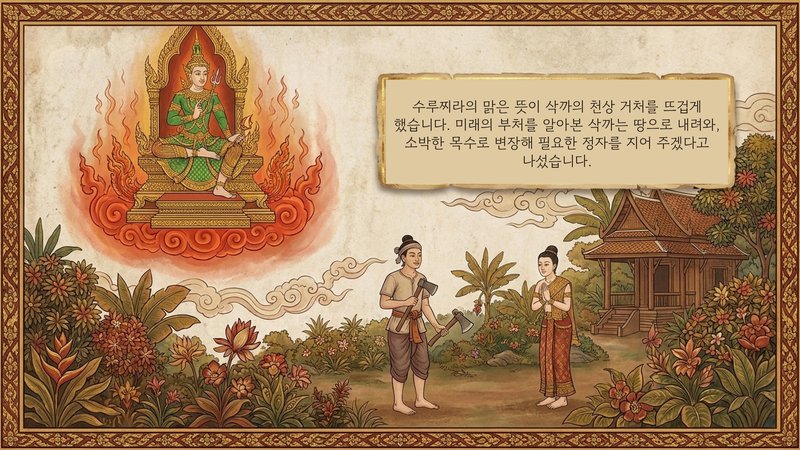 수루찌라의 맑은 뜻이 삭까의 천상 거처를 뜨겁게
했습니다. 미래의 부처를 알아본 삭까는 땅으로 내려와,
소박한 목수로 변장해 필요한 정자를 지어 주겠다고
나섰습니다.